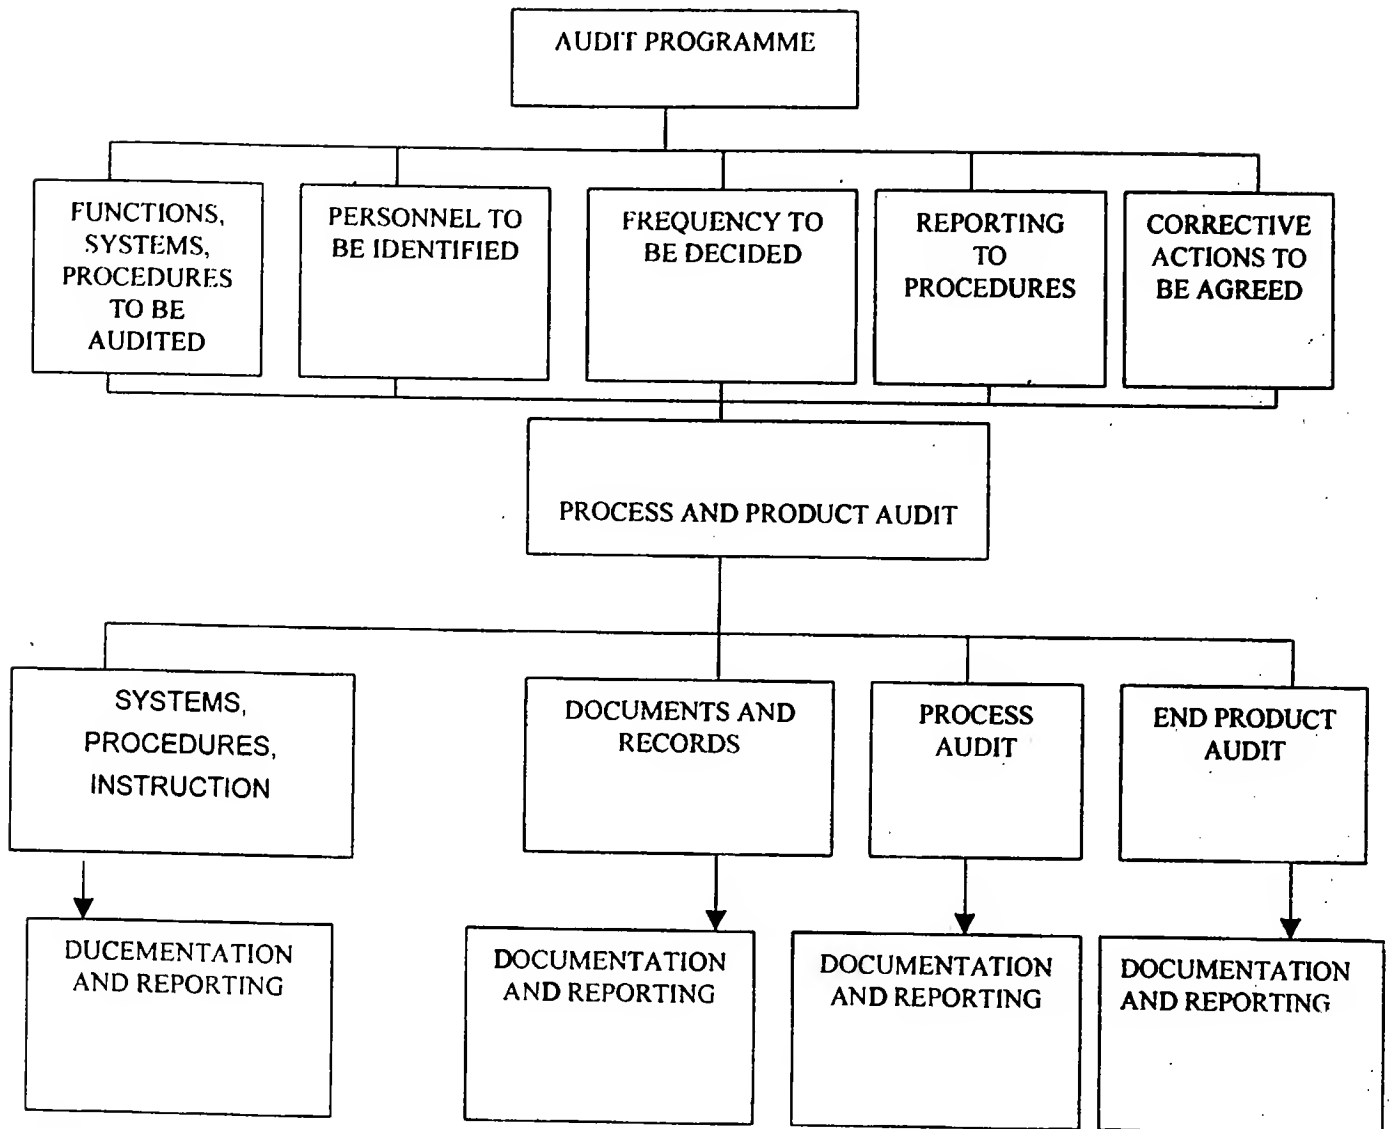 AUDIT PROGRAMME
FUNCTIONS,
SYSTEMS,
PROCEDURES
TO BE
AUDITED
PERSONNEL TO
BE IDENTIFIED
FREQUENCY TO
BE DECIDED
REPORTING
TO
PROCEDURES
CORRECTIVE
ACTIONS TO
BE AGREED
PROCESS AND PRODUCT AUDIT
SYSTEMS,
PROCEDURES,
INSTRUCTION
DOCUMENTS AND
RECORDS
PROCESS
AUDIT
END PRODUCT
AUDIT
DUCEMENTATION
AND REPORTING
DOCUMENTATION
AND REPORTING
DOCUMENTATION
AND REPORTING
DOCUMENTATION
AND REPORTING